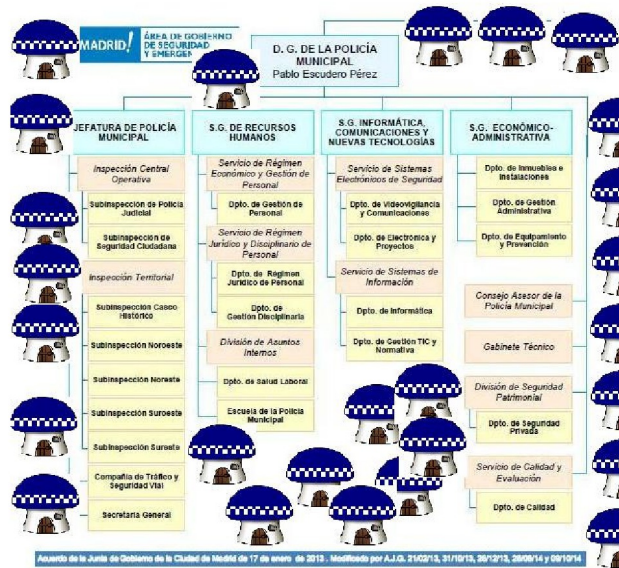 MADRID!
ÁREA DE GOBIERNO
DE SEGURIDAD
Y EMERGEN
D. G. DE LA POLICÍA
MUNICIPAL
Pablo Escudero Pérez
JEFATURA DE POLICÍA
MUNICIPAL
Inspección Central
Operativa
Subinspección de Policía
Judicial
Subinspección de
Seguridad Ciudadana
Inspección Territorial
Subinspección Casco
Histórico
Subinspección Noroeste
Subinspección Noreste
Subinspección Suroeste
Subinspección Sureste
Compañía de Tráfico y
Seguridad Vial
Secretaría General
S.G. DE RECURSOS
HUMANOS
Servicio de Régimen
Económico y Gestión de
Personal
Dpto. de Gestión de
Personal
Servicio de Régimen
Jurídico y Disciplinario de
Personal
Dpto. de Régimen
Jurídico de Personal
Dpto. de
Gestión Disciplinaria
División de Asuntos
Internos
Dpto. de Salud Laboral
Escuela de la Policía
Municipal
S.G. INFORMÁTICA,
COMUNICACIONES Y
NUEVAS TECNOLOGÍAS
Servicio de Sistemas
Electrónicos de Seguridad
Dpto. de Videovigilancia
y Comunicaciones
Dpto. de Electrónica y
Proyectos
Servicio de Sistemas de
Información
Dpto. de Informática
Dpto. de Gestión TIC y
Normativa
S.G. ECONÓMICO-
ADMINISTRATIVA
Dpto. de Inmuebles e
Instalaciones
Dpto. de Gestión
Administrativa
Dpto. de Equipamiento
y Prevención
Consejo Asesor de la
Policía Municipal
Gabinete Técnico
División de Seguridad
Patrimonial
Dpto. de Seguridad
Privada
Servicio de Calidad y
Evaluación
Dpto. de Calidad
Acuerdo de la Junta de Gobierno de la Ciudad de Madrid de 17 de enero de 2013 . Modificado por A.J.G. 21/02/13, 31/10/13, 26/12/13, 26/06/14 y 09/10/14